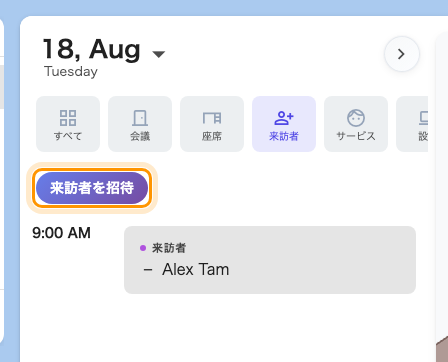 18, Aug
Tuesday
すべて
会議
座席
来訪者
サービス
来訪者を招待
9:00 AM
来訪者
– Alex Tam